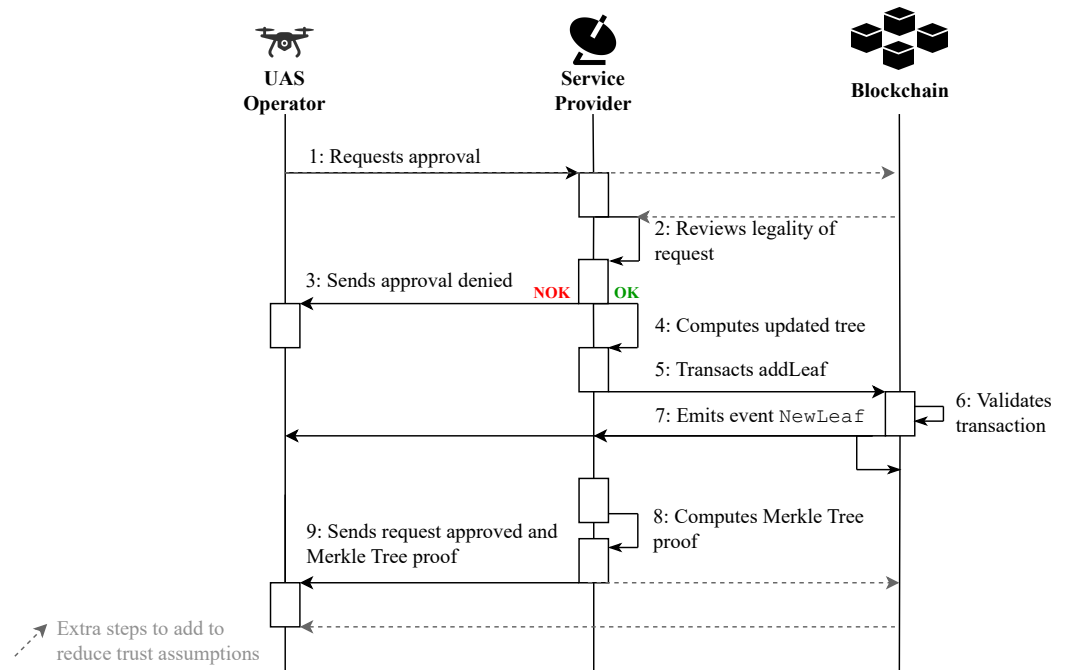 UAS
Operator
Service
Provider
Blockchain
1: Requests approval
2: Reviews legality of
request
3: Sends approval denied
NOK
OK
4: Computes updated tree
5: Transacts addLeaf
6: Validates
transaction
7: Emits event NewLeaf
8: Computes Merkle Tree
proof
9: Sends request approved and
Merkle Tree proof
Extra steps to add to
reduce trust assumptions